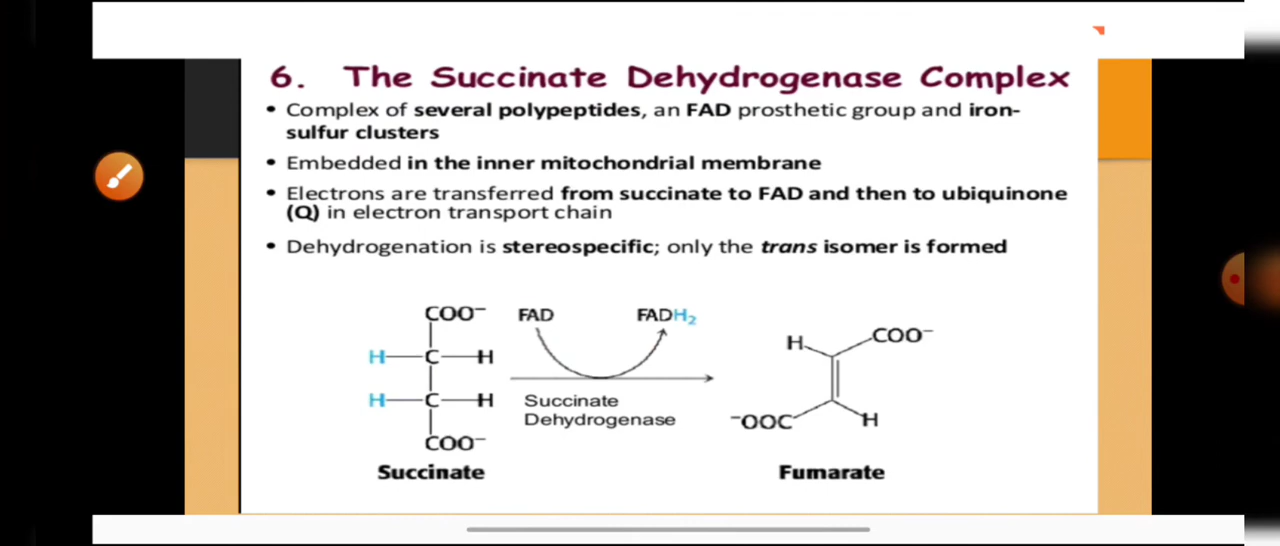 6. The Succinate Dehydrogenase Complex
• Complex of several polypeptides, an FAD prosthetic group and iron-
sulfur clusters
• Embedded in the inner mitochondrial membrane
• Electrons are transferred from succinate to FAD and then to ubiquinone
(Q) in electron transport chain
• Dehydrogenation is stereospecific; only the trans isomer is formed
COO⁻ FAD FADH₂
H COO⁻
H—C—H
H—C—H Succinate
Dehydrogenase ⁻OOC H
COO⁻
Succinate Fumarate